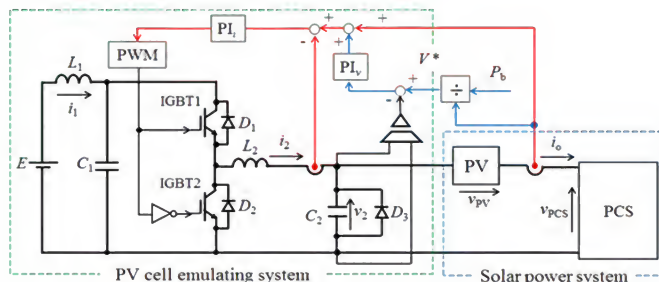 PI_i
+
+
+
-
PWM
+
V*
P_b
PI_v
+
÷
-
L_1
IGBT1
i_1
D_1
L_2
i_2
PV
i_o
E
C_1
IGBT2
D_2
C_2
v_2
D_3
v_PV
v_PCS
PCS
PV cell emulating system
Solar power system